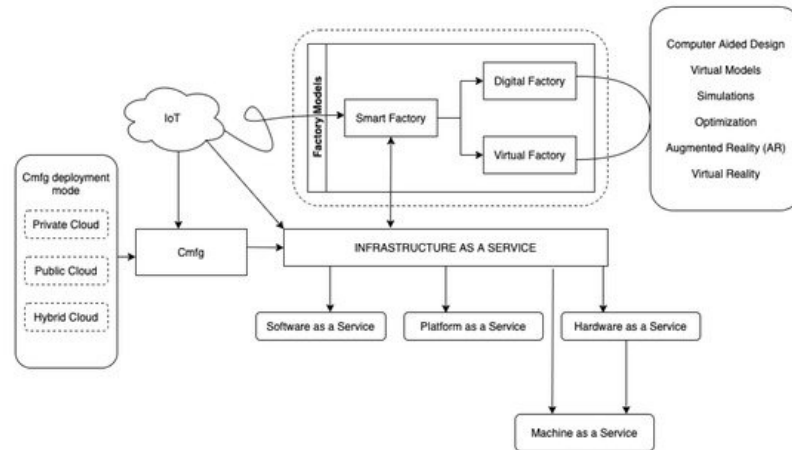 Computer Aided Design
Virtual Models
Simulations
Optimization
Augmented Reality (AR)
Virtual Reality
Factory Models
Digital Factory
Smart Factory
Virtual Factory
IoT
Cmfg deployment
mode
Private Cloud
Public Cloud
Hybrid Cloud
Cmfg
INFRASTRUCTURE AS A SERVICE
Software as a Service
Platform as a Service
Hardware as a Service
Machine as a Service